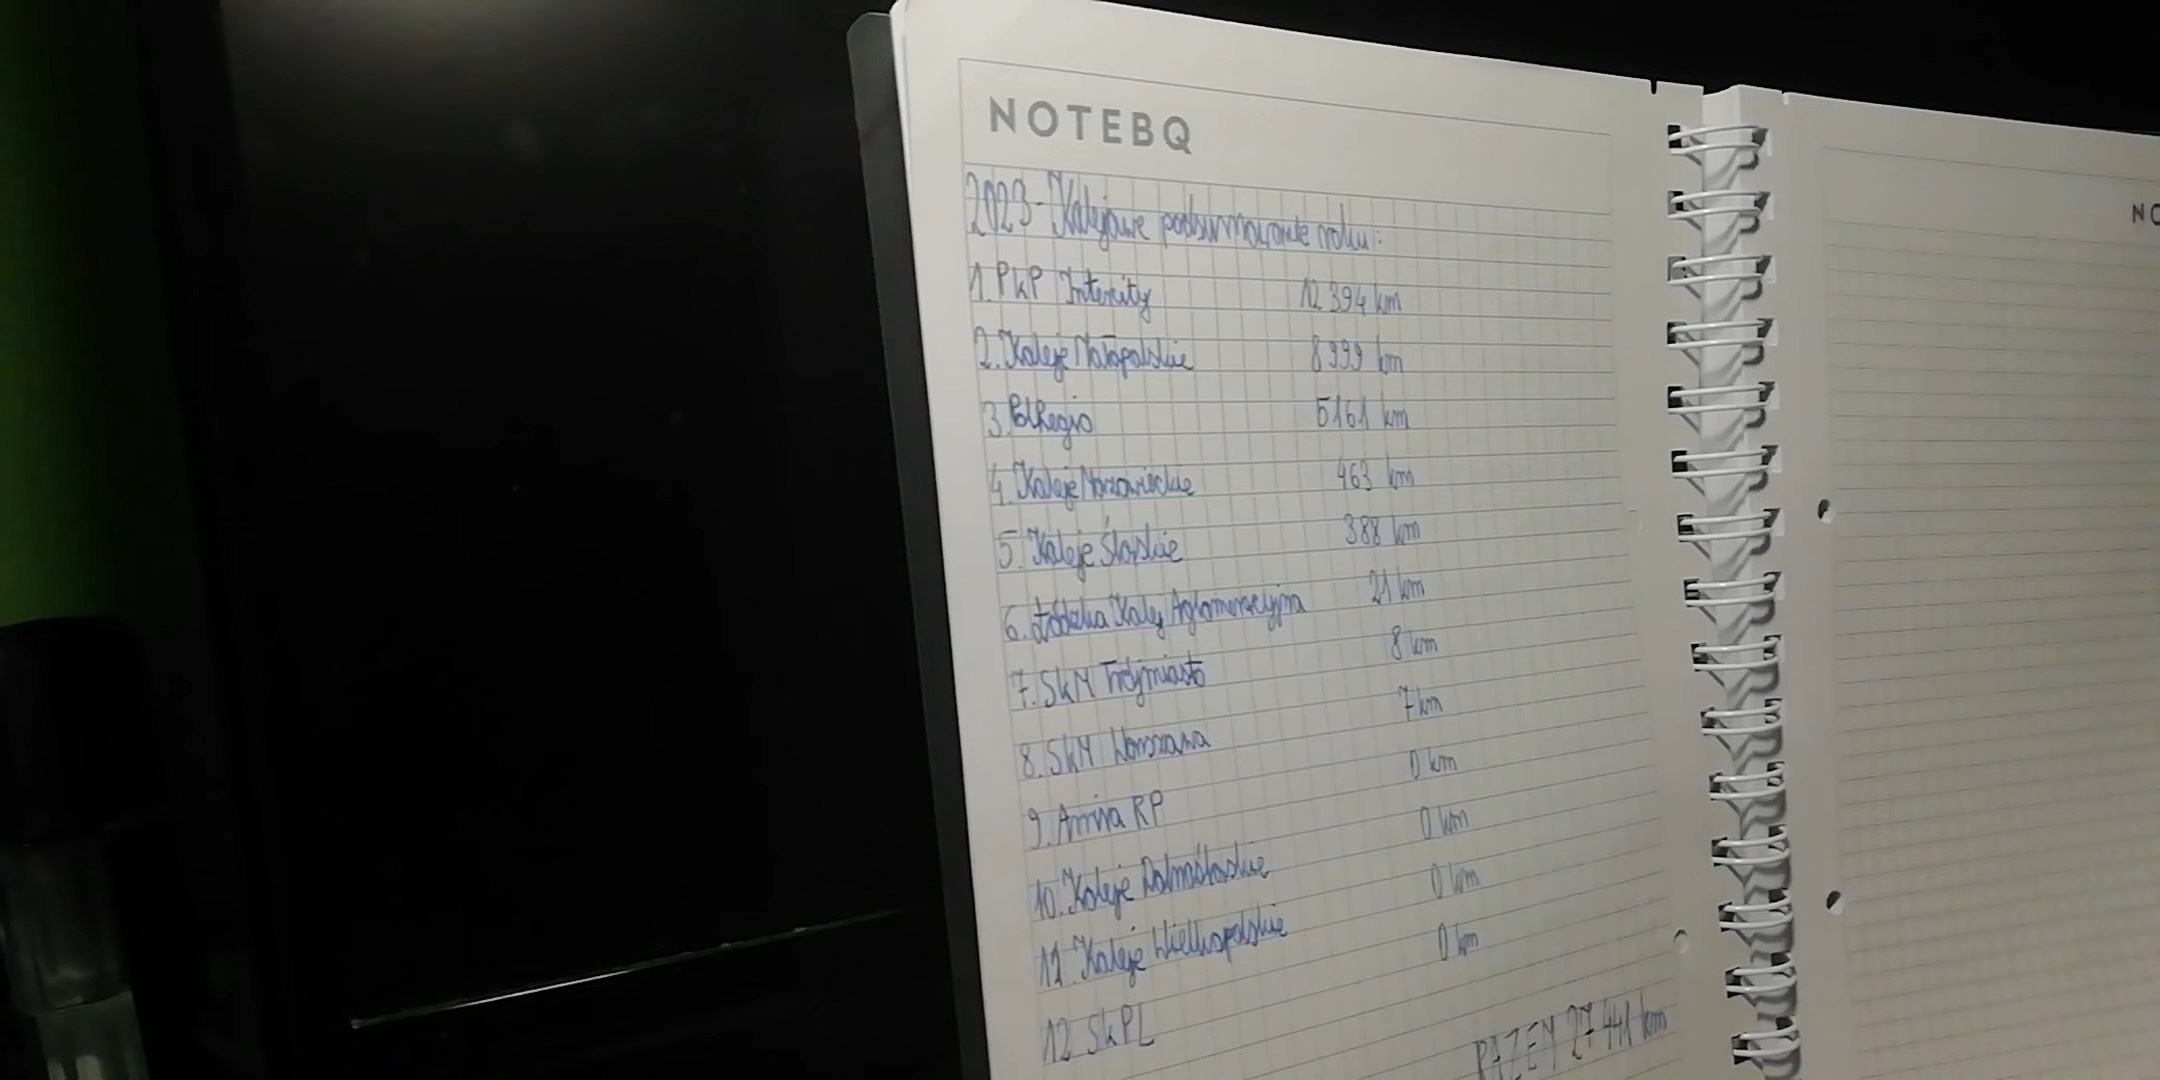 NOTEBQ
2023 - Kolejowe podsumowanie roku:
1. PKP Intercity 12 394 km
2. Koleje Małopolskie 8 999 km
3. PolRegio 5161 km
4. Koleje Mazowieckie 463 km
5. Koleje Śląskie 388 km
6. Łódzka Kolej Aglomeracyjna 21 km
7. SKM Trójmiasto 8 km
8. SKM Warszawa 7 km
9. Arriva RP 0 km
10. Koleje Dolnośląskie 0 km
11. Koleje Wielkopolskie 0 km
12. SKPL 0 km
RAZEM 27 441 km